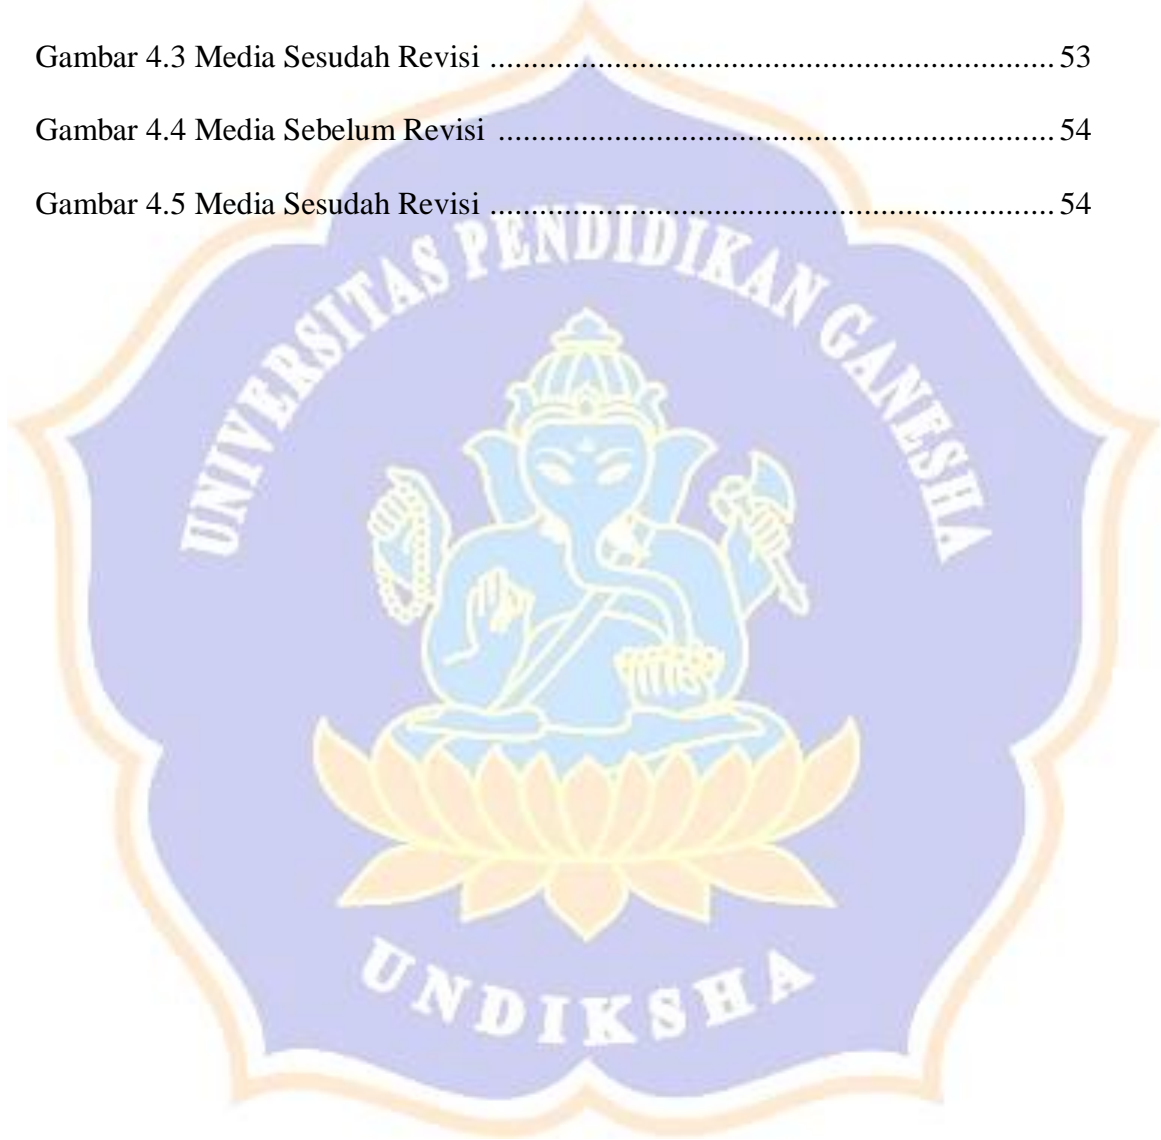 Gambar 4.3 Media Sesudah Revisi ..................................................................... 53
Gambar 4.4 Media Sebelum Revisi .................................................................... 54
Gambar 4.5 Media Sesudah Revisi ..................................................................... 54
UNIVERSITAS PENDIDIKAN GANESHA
UNDIKSHA